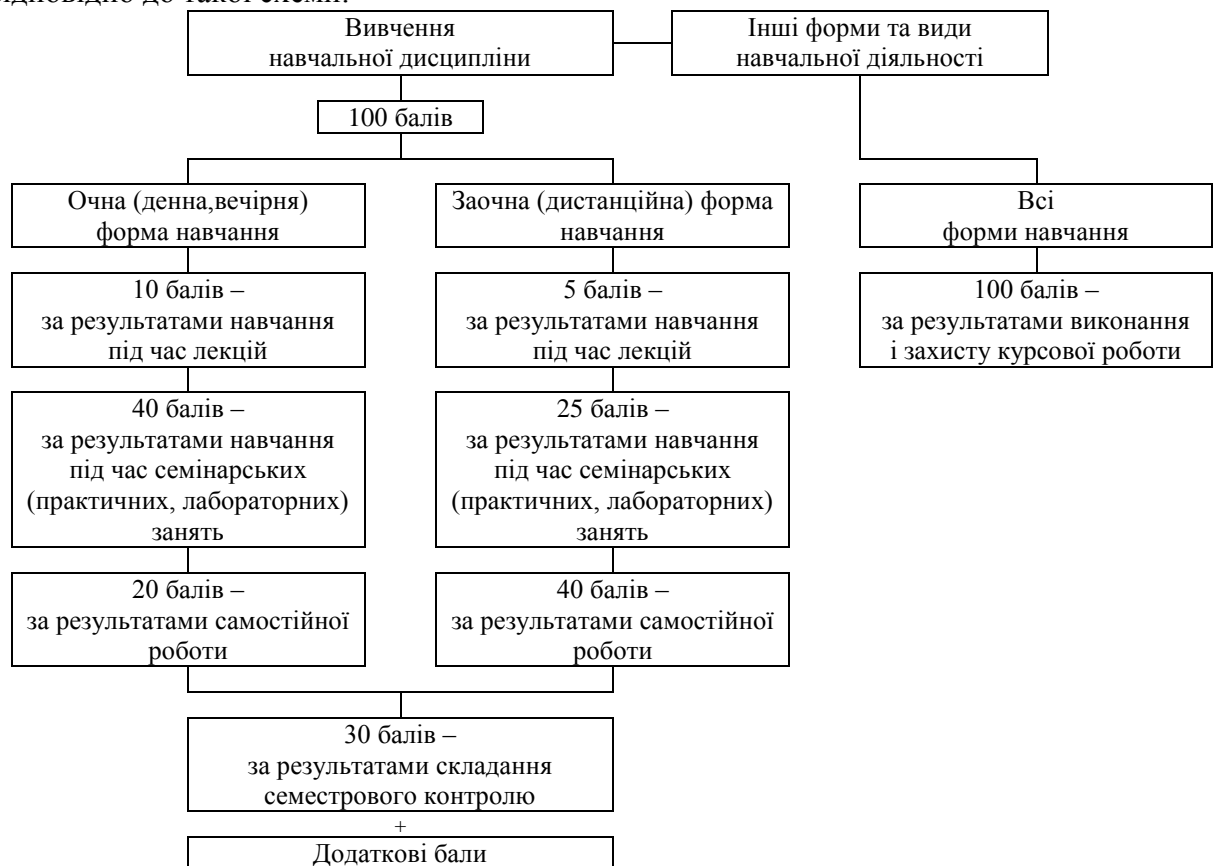 відповідно до такої схеми:
Вивчення
навчальної дисципліни
Інші форми та види
навчальної діяльності
100 балів
Очна (денна,вечірня)
форма навчання
Заочна (дистанційна) форма
навчання
Всі
форми навчання
10 балів –
за результатами навчання
під час лекцій
5 балів –
за результатами навчання
під час лекцій
100 балів –
за результатами виконання
і захисту курсової роботи
40 балів –
за результатами навчання
під час семінарських
(практичних, лабораторних)
занять
25 балів –
за результатами навчання
під час семінарських
(практичних, лабораторних)
занять
20 балів –
за результатами самостійної
роботи
40 балів –
за результатами самостійної
роботи
30 балів –
за результатами складання
семестрового контролю
+
Додаткові бали